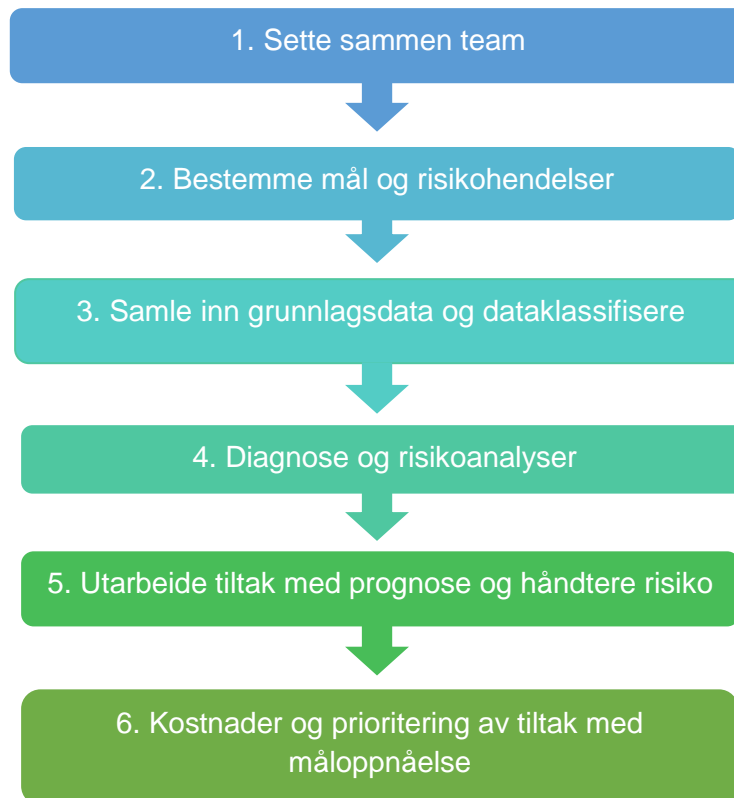 1. Sette sammen team
2. Bestemme mål og risikohendelser
3. Samle inn grunnlagsdata og dataklassifisere
4. Diagnose og risikoanalyser
5. Utarbeide tiltak med prognose og håndtere risiko
6. Kostnader og prioritering av tiltak med
måloppnåelse